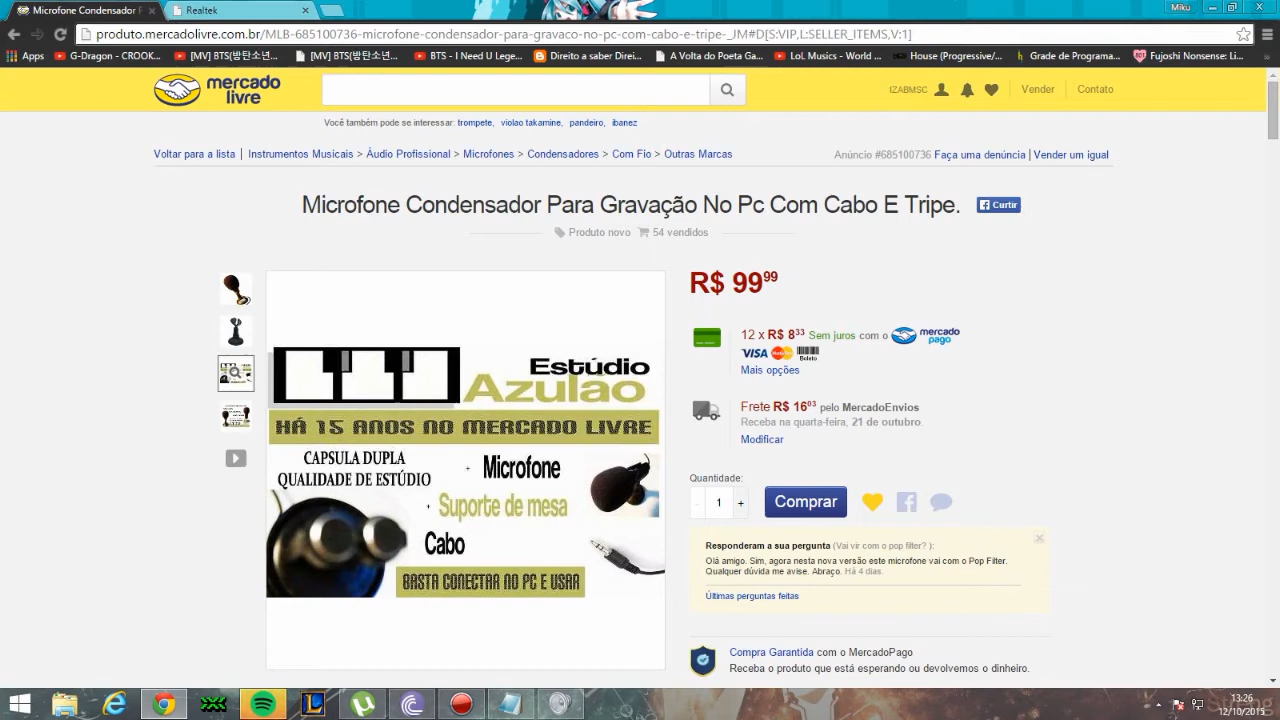 Microfone Condensador P
Realtek
Miku
produto.mercadolivre.com.br/MLB-685100736-microfone-condensador-para-gravaco-no-pc-com-cabo-e-tripe-_JM#D[S:VIP,L:SELLER_ITEMS,V:1]
Apps
G-Dragon - CROOK...
[MV] BTS(방탄소년...
[MV] BTS(방탄소년...
BTS - I Need U Lege...
Direito a saber Direi...
A Volta do Poeta Ga...
LoL Musics - World ...
House (Progressive/...
Grade de Programa...
Fujoshi Nonsense: Li...
mercado
livre
IZABMSC
Vender
Contato
Você também pode se interessar: trompete, violao takamine, pandeiro, ibanez
Voltar para a lista | Instrumentos Musicais > Áudio Profissional > Microfones > Condensadores > Com Fio > Outras Marcas
Anúncio #685100736 Faça uma denúncia | Vender um igual
Microfone Condensador Para Gravação No Pc Com Cabo E Tripe.
Curtir
Produto novo 54 vendidos
R$ 9999
12 x R$ 833 Sem juros com o mercado pago
VISA
Boleto
Mais opções
Frete R$ 1603 pelo MercadoEnvios
Receba na quarta-feira, 21 de outubro.
Modificar
Estúdio
Azulao
HÁ 15 ANOS NO MERCADO LIVRE
CAPSULA DUPLA
QUALIDADE DE ESTÚDIO
+ Microfone
+ Suporte de mesa
Cabo
BASTA CONECTAR NO PC E USAR
Quantidade:
- 1 +
Comprar
Responderam a sua pergunta (Vai vir com o pop filter? ):
Olá amigo. Sim, agora nesta nova versão este microfone vai com o Pop Filter.
Qualquer dúvida me avise. Abraço. Há 4 dias.
Últimas perguntas feitas
Compra Garantida com o MercadoPago
Receba o produto que está esperando ou devolvemos o dinheiro.
13:26
12/10/2015